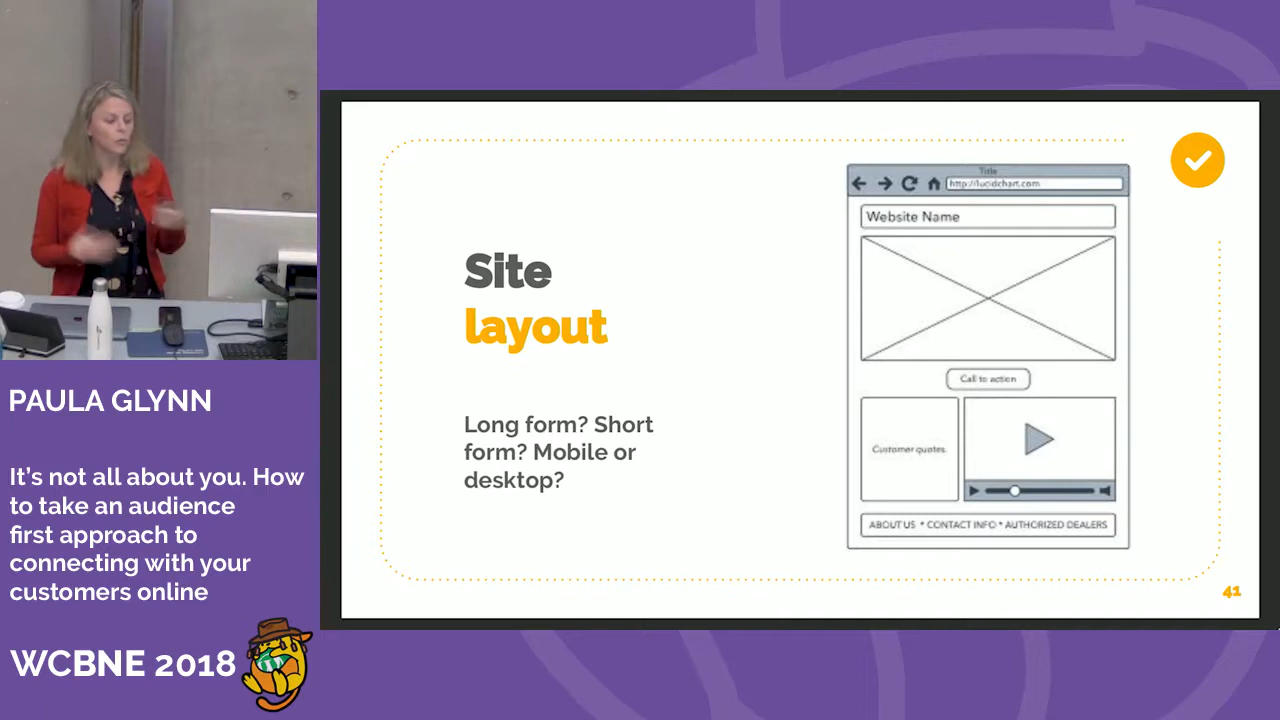 PAULA GLYNN
It's not all about you. How
to take an audience
first approach to
connecting with your
customers online
WCBNE 2018
Site
layout
Long form? Short
form? Mobile or
desktop?
Title
http://lucidchart.com
Website Name
Call to action
Customer quotes.
ABOUT US * CONTACT INFO * AUTHORIZED DEALERS
41